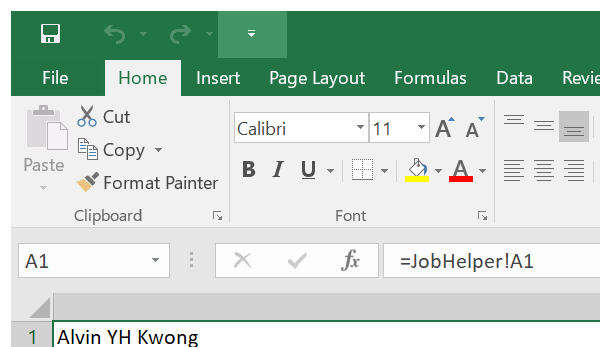 File Home Insert Page Layout Formulas Data Revie
Cut
Calibri 11 A A
Copy
Paste
B I U A
Format Painter
Clipboard Font
A1 fx =JobHelper!A1
1 Alvin YH Kwong